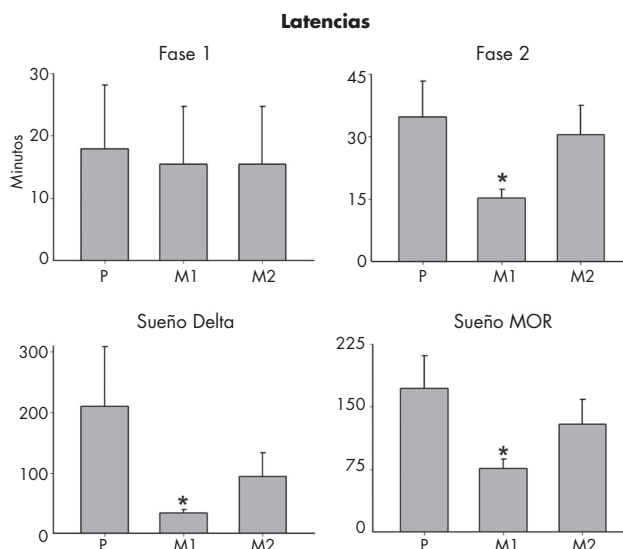 Latencias
Fase 1
Fase 2
Minutos
30
20
10
0
P M1 M2
45
30
15
0
*
P M1 M2
Sueño Delta
Sueño MOR
300
200
100
0
*
P M1 M2
225
150
75
0
*
P M1 M2